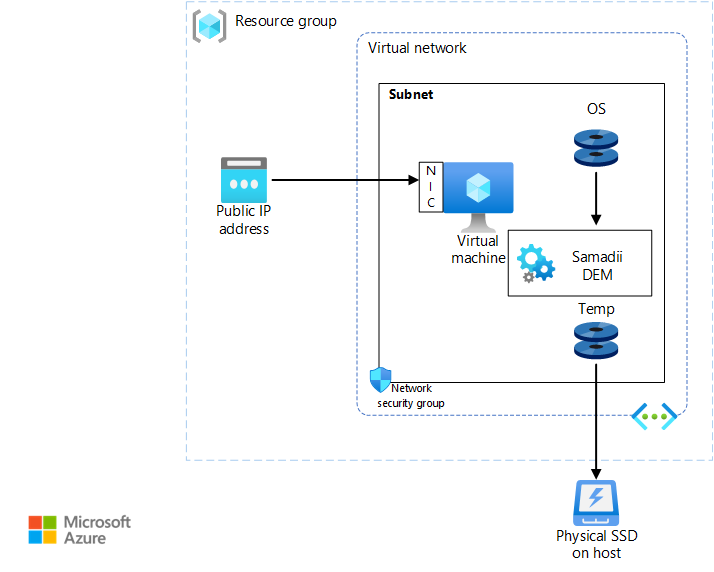 Resource group
Virtual network
Subnet
OS
N
I
C
Public IP
address
Virtual
machine
Samadii
DEM
Temp
Network
security group
Physical SSD
on host
Microsoft
Azure